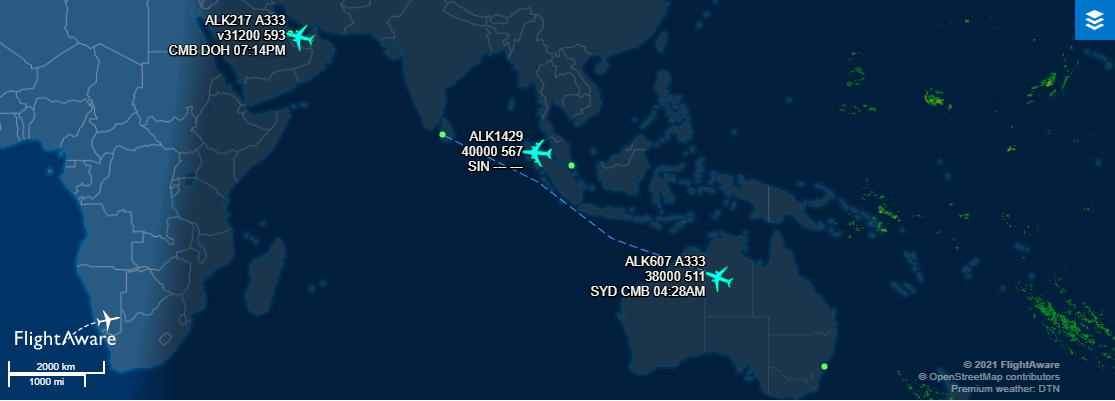 ALK217 A333
v31200 593
CMB DOH 07:14PM
ALK1429
40000 567
SIN --- ---
ALK607 A333
38000 511
SYD CMB 04:28AM
FlightAware
2000 km
1000 mi
© 2021 FlightAware
© OpenStreetMap contributors
Premium weather: DTN